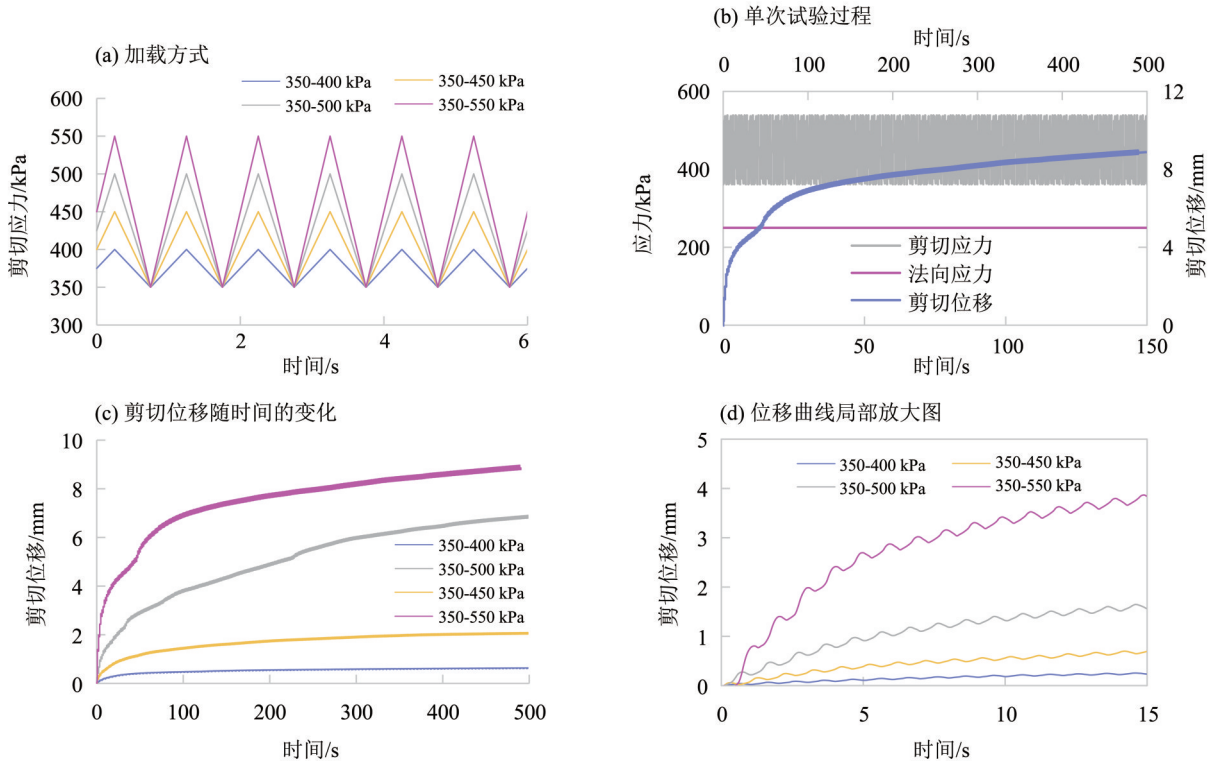 (a) 加载方式
350-400 kPa
350-450 kPa
350-500 kPa
350-550 kPa
剪切应力/kPa
600
550
500
450
400
350
300
0
2
4
6
时间/s
(b) 单次试验过程
时间/s
0
100
200
300
400
500
应力/kPa
600
400
200
0
12
8
4
0
剪切位移/mm
剪切应力
法向应力
剪切位移
0
50
100
150
时间/s
(c) 剪切位移随时间的变化
剪切位移/mm
10
8
6
4
2
0
350-400 kPa
350-500 kPa
350-450 kPa
350-550 kPa
0
100
200
300
400
500
时间/s
(d) 位移曲线局部放大图
剪切位移/mm
5
4
3
2
1
0
350-400 kPa
350-450 kPa
350-500 kPa
350-550 kPa
0
5
10
15
时间/s